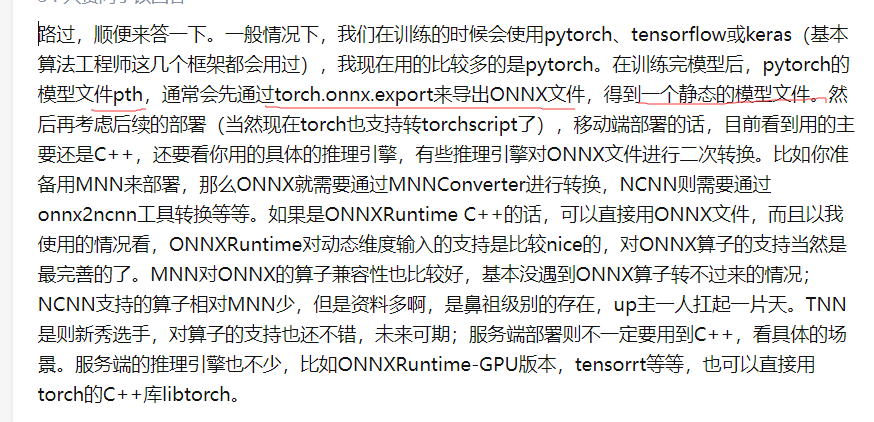 路过，顺便来答一下。一般情况下，我们在训练的时候会使用pytorch、tensorflow或keras（基本
算法工程师这几个框架都会用过），我现在用的比较多的是pytorch。在训练完模型后，pytorch的
模型文件pth，通常会先通过torch.onnx.export来导出ONNX文件，得到一个静态的模型文件。然
后再考虑后续的部署（当然现在torch也支持转torchscript了），移动端部署的话，目前看到用的主
要还是C++，还要看你用的具体的推理引擎，有些推理引擎对ONNX文件进行二次转换。比如你准
备用MNN来部署，那么ONNX就需要通过MNNConverter进行转换，NCNN则需要通过
onnx2ncnn工具转换等等。如果是ONNXRuntime C++的话，可以直接用ONNX文件，而且以我
使用的情况看，ONNXRuntime对动态维度输入的支持是比较nice的，对ONNX算子的支持当然是
最完善的了。MNN对ONNX的算子兼容性也比较好，基本没遇到ONNX算子转不过来的情况；
NCNN支持的算子相对MNN少，但是资料多啊，是鼻祖级别的存在，up主一人扛起一片天。TNN
是则新秀选手，对算子的支持也还不错，未来可期；服务端部署则不一定要用到C++，看具体的场
景。服务端的推理引擎也不少，比如ONNXRuntime-GPU版本，tensorrt等等，也可以直接用
torch的C++库libtorch。